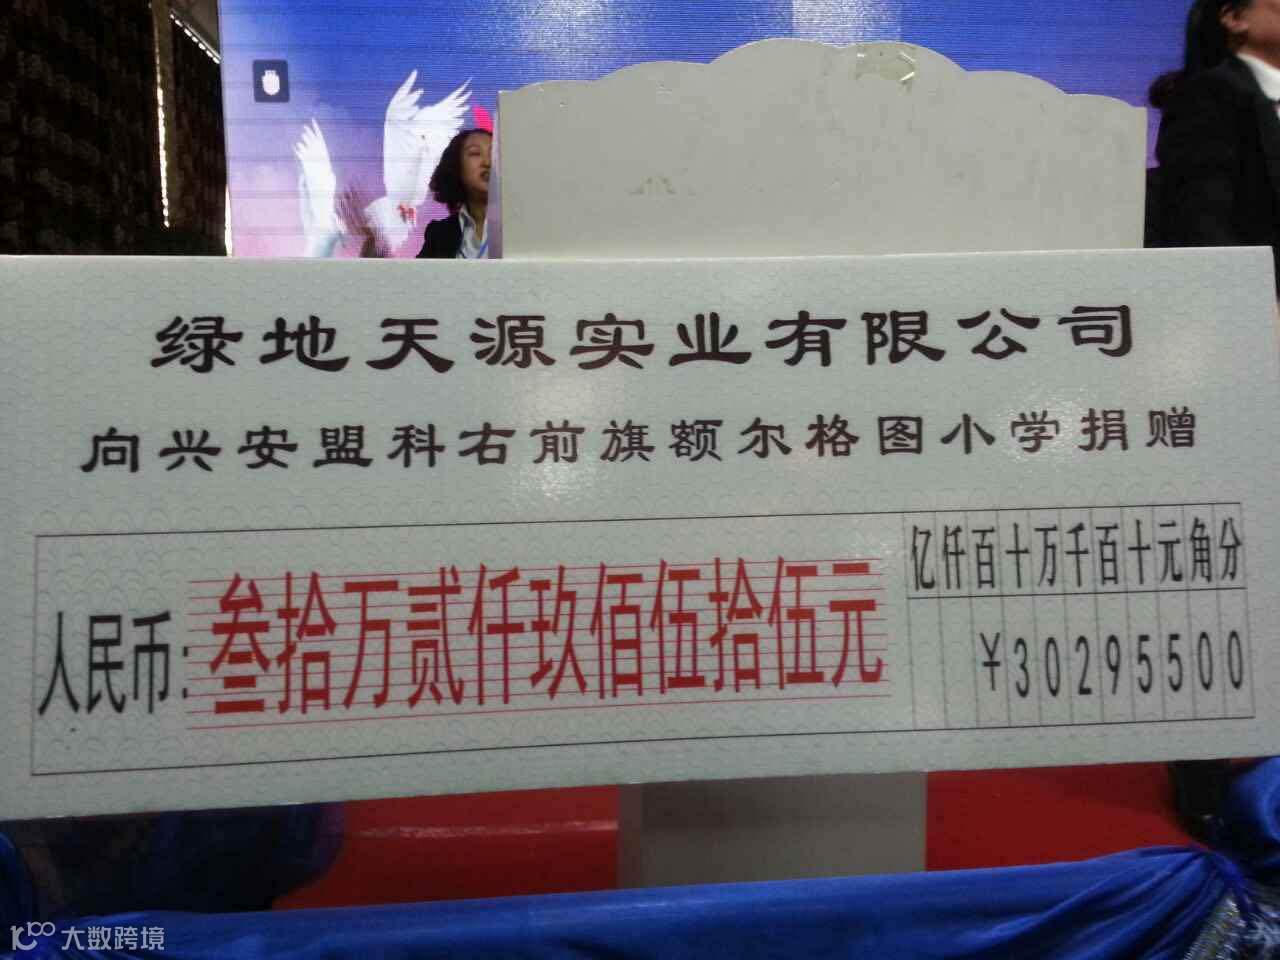 绿地天源实业有限公司
向兴安盟科右前旗额尔格图小学捐赠
亿仟百十万千百十元角分
人民币:叁拾万贰仟玖佰伍拾伍元
¥30295500
大数跨境